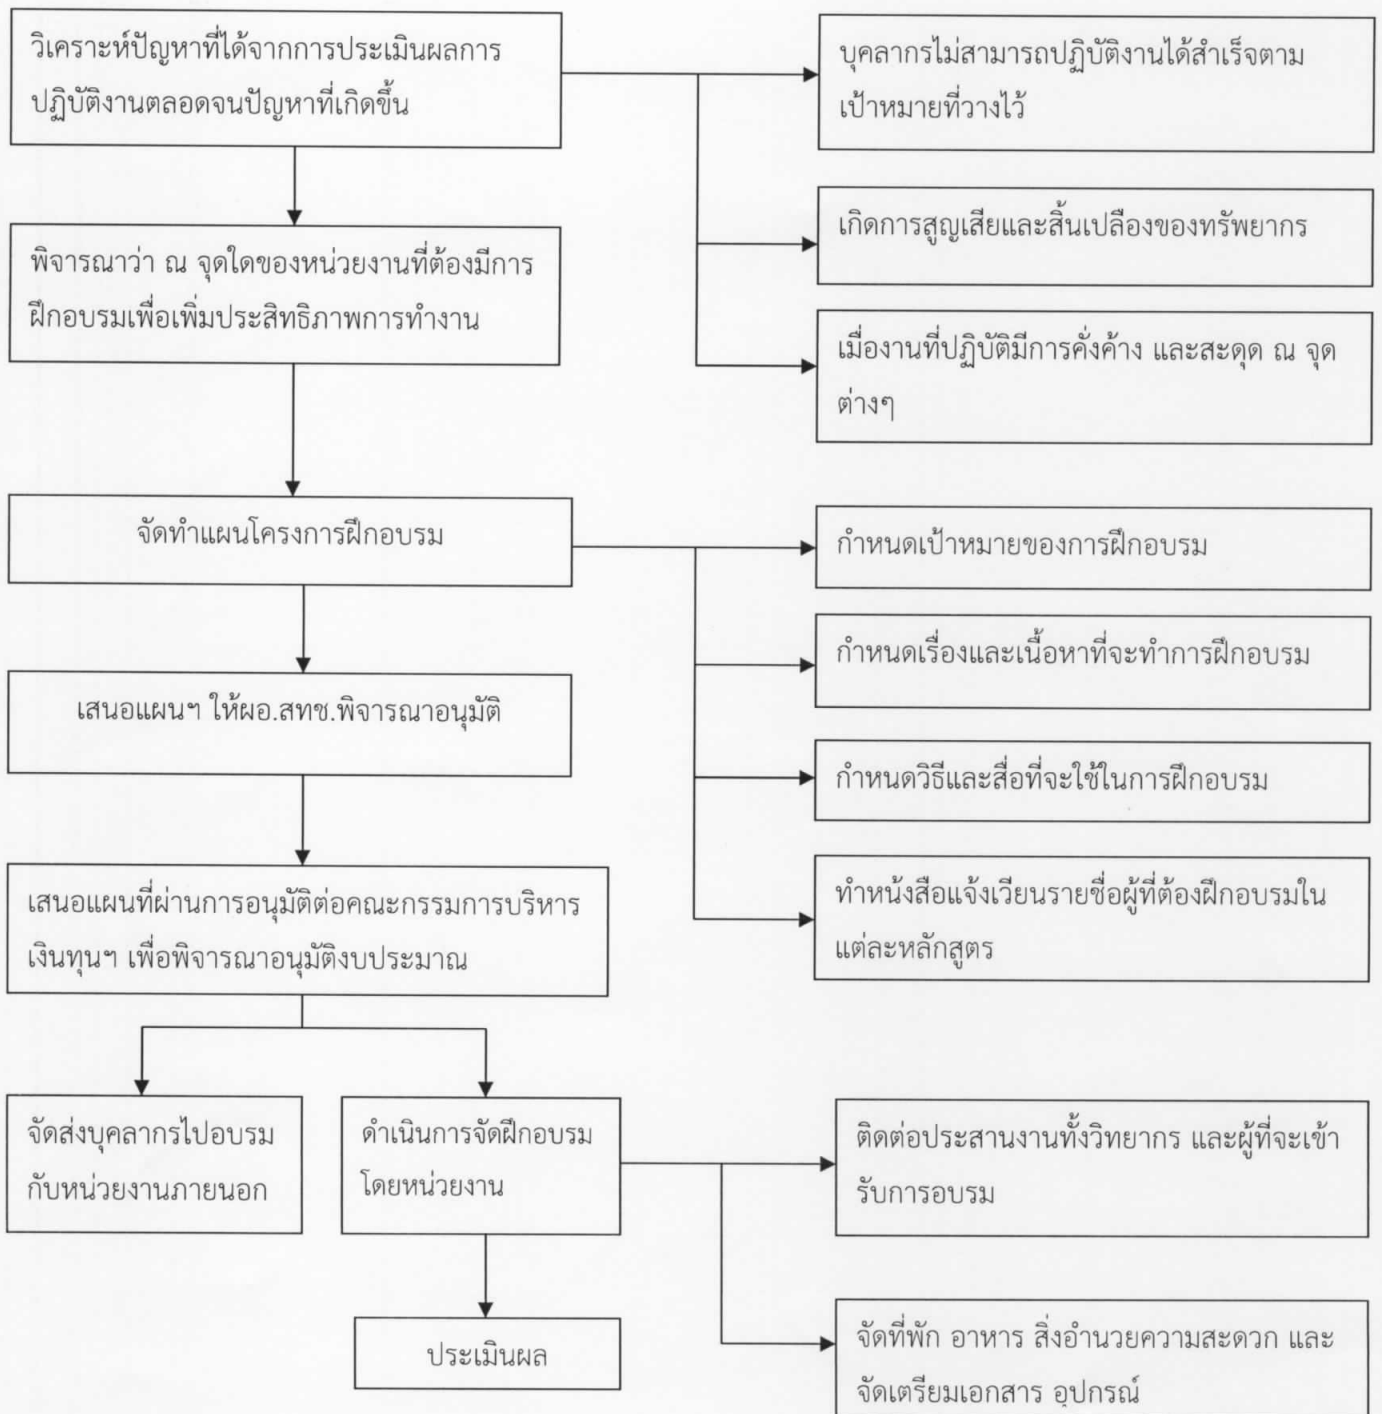 วิเคราะห์ปัญหาที่ได้จากการประเมินผลการ
ปฏิบัติงานตลอดจนปัญหาที่เกิดขึ้น
บุคลากรไม่สามารถปฏิบัติงานได้สำเร็จตาม
เป้าหมายที่วางไว้
เกิดการสูญเสียและสิ้นเปลืองของทรัพยากร
พิจารณาว่า ณ จุดใดของหน่วยงานที่ต้องมีการ
ฝึกอบรมเพื่อเพิ่มประสิทธิภาพการทำงาน
เมื่องานที่ปฏิบัติมีการคั่งค้าง และสะดุด ณ จุด
ต่างๆ
จัดทำแผนโครงการฝึกอบรม
กำหนดเป้าหมายของการฝึกอบรม
กำหนดเรื่องและเนื้อหาที่จะทำการฝึกอบรม
เสนอแผนฯ ให้ผอ.สทช.พิจารณาอนุมัติ
กำหนดวิธีและสื่อที่จะใช้ในการฝึกอบรม
เสนอแผนที่ผ่านการอนุมัติต่อคณะกรรมการบริหาร
เงินทุนฯ เพื่อพิจารณาอนุมัติงบประมาณ
ทำหนังสือแจ้งเวียนรายชื่อผู้ที่ต้องฝึกอบรมใน
แต่ละหลักสูตร
จัดส่งบุคลากรไปอบรม
กับหน่วยงานภายนอก
ดำเนินการจัดฝึกอบรม
โดยหน่วยงาน
ติดต่อประสานงานทั้งวิทยากร และผู้ที่จะเข้า
รับการอบรม
ประเมินผล
จัดที่พัก อาหาร สิ่งอำนวยความสะดวก และ
จัดเตรียมเอกสาร อุปกรณ์